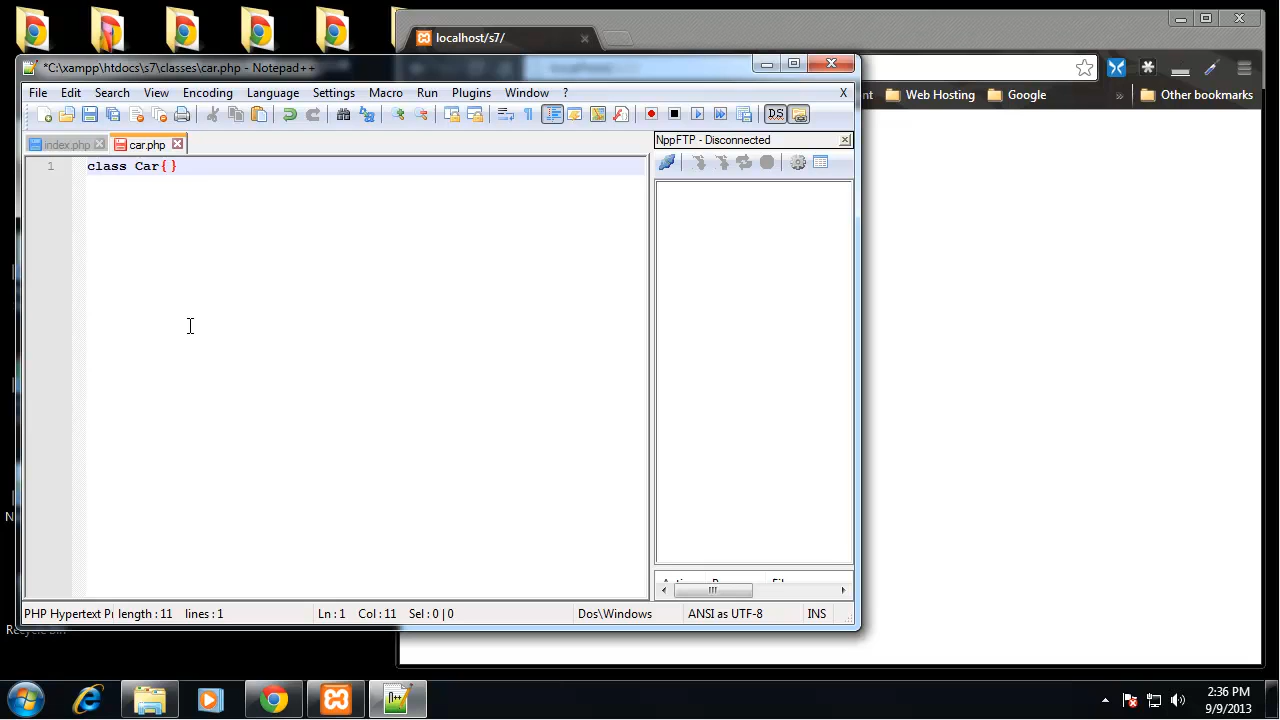 localhost/s7/
*C:\xampp\htdocs\s7\classes\car.php - Notepad++
File Edit Search View Encoding Language Settings Macro Run Plugins Window ? X
Web Hosting Google » Other bookmarks
index.php car.php
NppFTP - Disconnected
1 class Car{}
PHP Hypertext Pr length : 11 lines : 1 Ln : 1 Col : 11 Sel : 0 | 0 Dos\Windows ANSI as UTF-8 INS
2:36 PM
9/9/2013